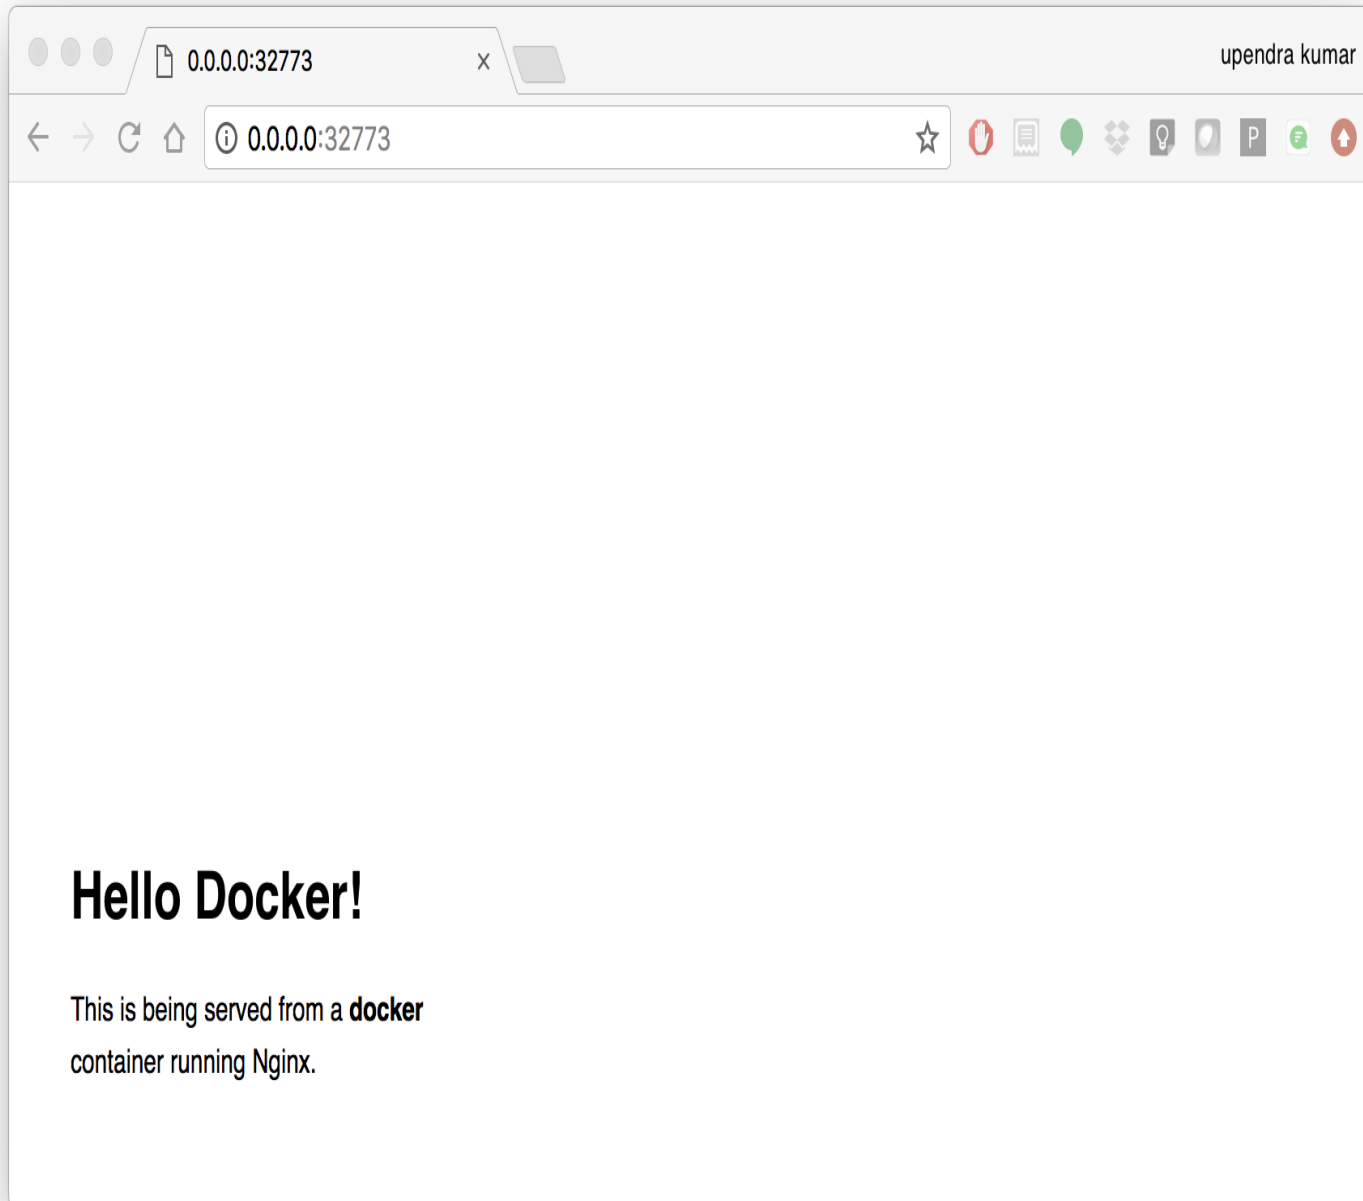 0.0.0.0:32773
upendra kumar
0.0.0.0:32773
P
Hello Docker!
This is being served from a docker
container running Nginx.